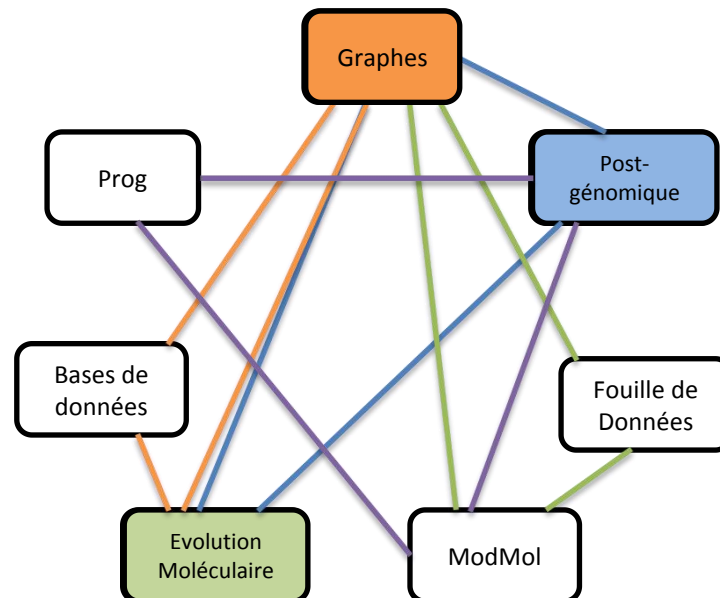 Graphes
Prog
Post-
génomique
Bases de
données
Fouille de
Données
Evolution
Moléculaire
ModMol